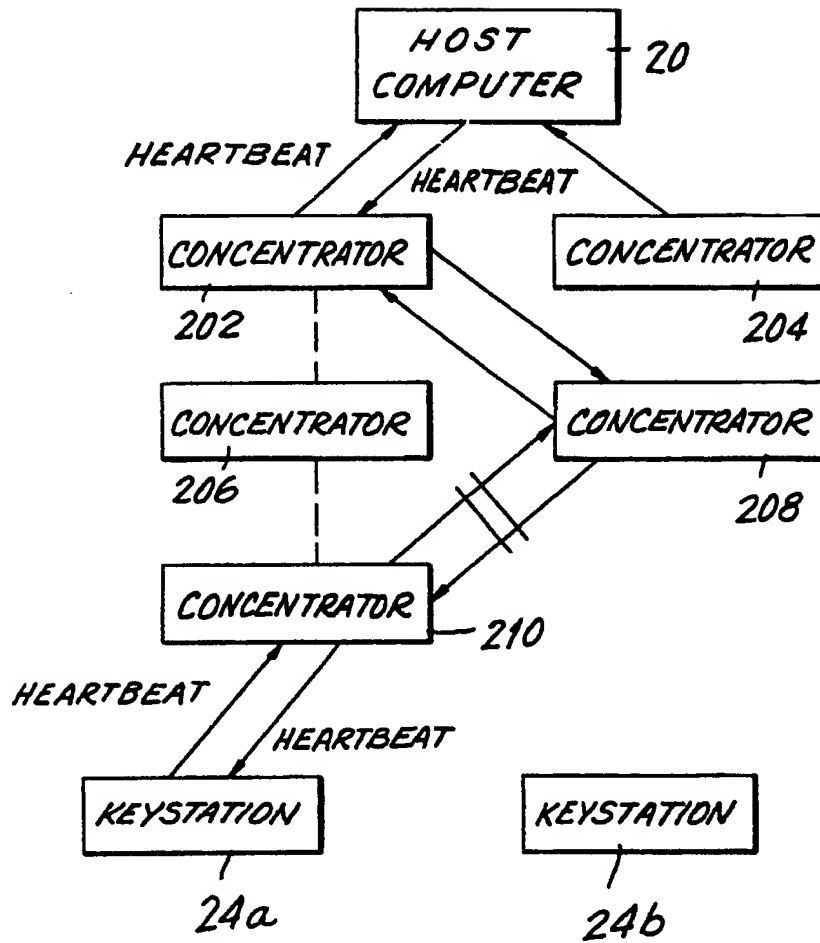 HOST
COMPUTER
20
HEARTBEAT
HEARTBEAT
CONCENTRATOR
CONCENTRATOR
202
204
CONCENTRATOR
CONCENTRATOR
206
208
CONCENTRATOR
210
HEARTBEAT
HEARTBEAT
KEYSTATION
KEYSTATION
24a
24b